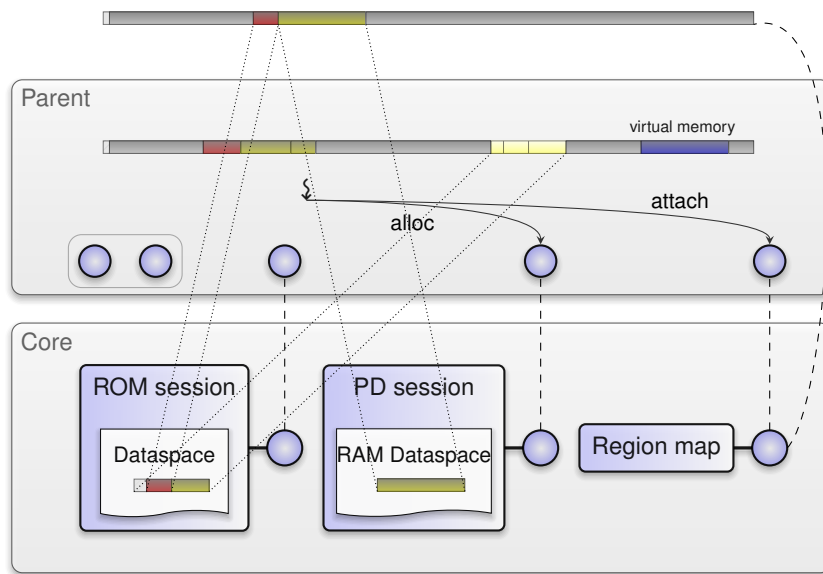 Parent
virtual memory
alloc
attach
Core
ROM session
PD session
Dataspace
RAM Dataspace
Region map